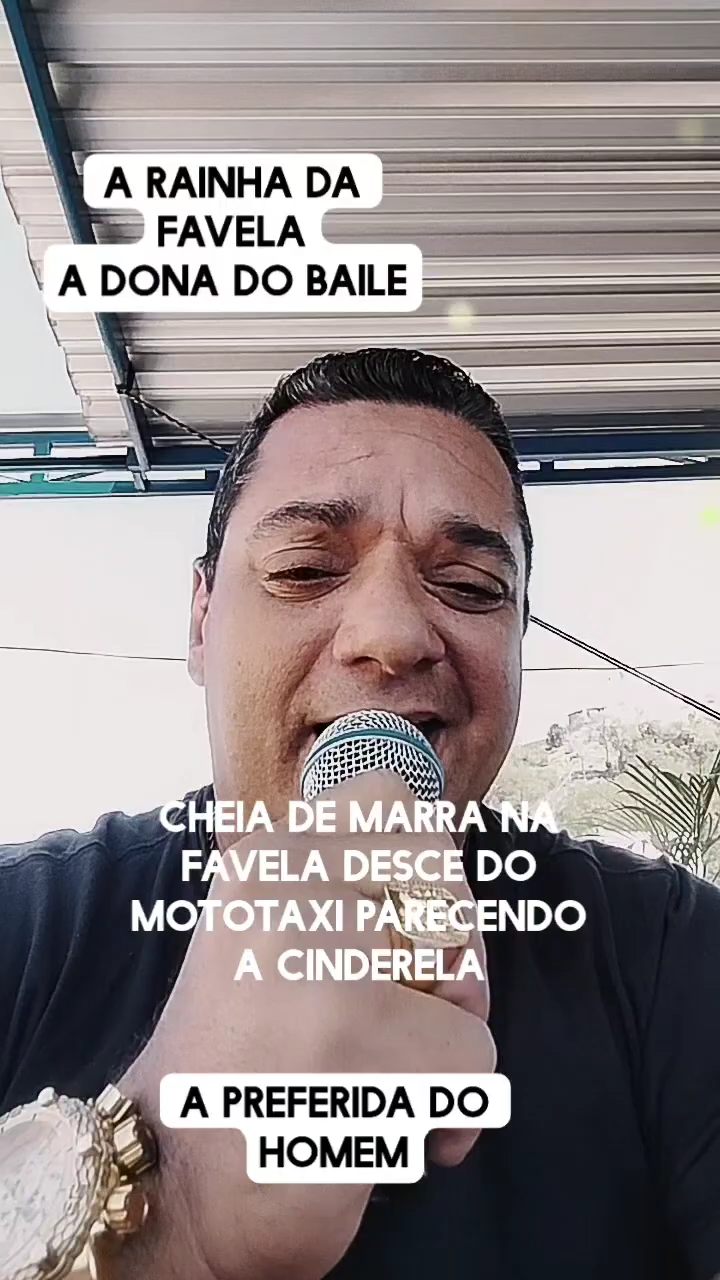 A RAINHA DA
FAVELA
A DONA DO BAILE
CHEIA DE MARRA NA
FAVELA DESCE DO
MOTOTAXI PARECENDO
A CINDERELA
A PREFERIDA DO
HOMEM